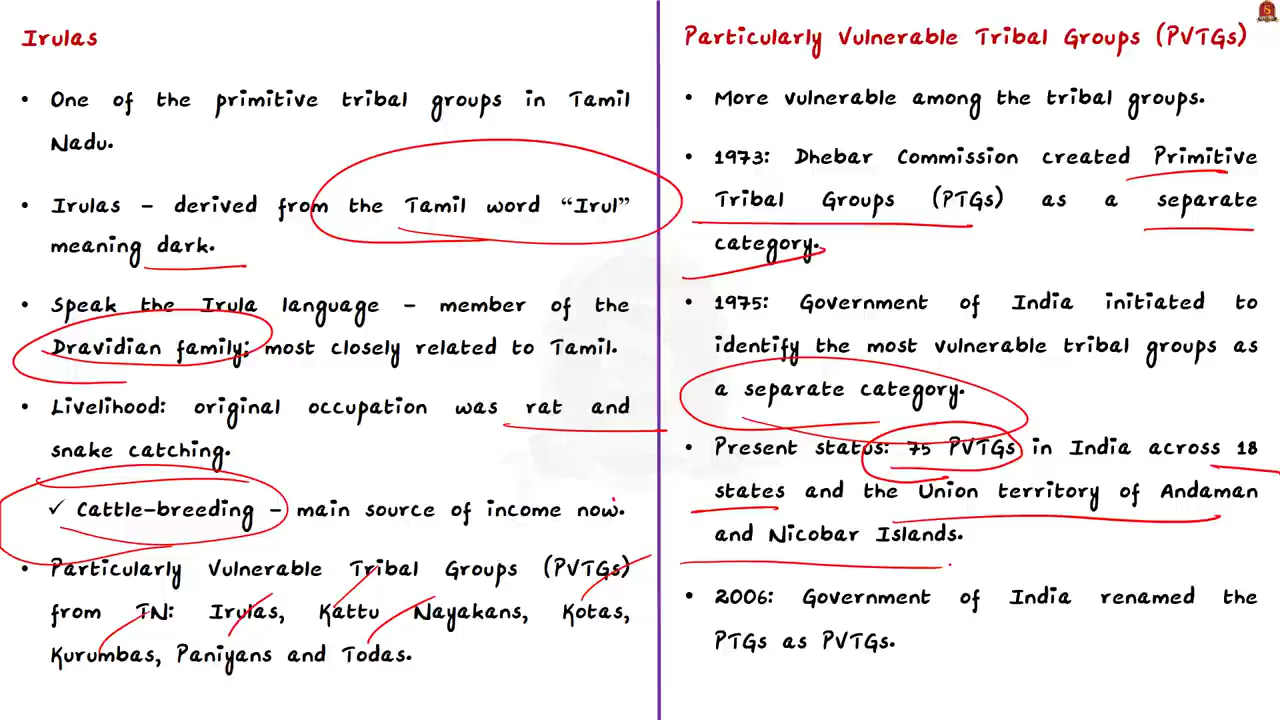 Irulas
• One of the primitive tribal groups in Tamil
Nadu.
• Irulas – derived from the Tamil word “Irul”
meaning dark.
• Speak the Irula language – member of the
Dravidian family; most closely related to Tamil.
• Livelihood: original occupation was rat and
snake catching.
✓ Cattle-breeding – main source of income now.
• Particularly Vulnerable Tribal Groups (PVTGs)
from TN: Irulas, Kattu Nayakans, Kotas,
Kurumbas, Paniyans and Todas.
Particularly Vulnerable Tribal Groups (PVTGs)
• More vulnerable among the tribal groups.
• 1973: Dhebar Commission created Primitive
Tribal Groups (PTGs) as a separate
category.
• 1975: Government of India initiated to
identify the most vulnerable tribal groups as
a separate category.
• Present status: 75 PVTGs in India across 18
states and the Union territory of Andaman
and Nicobar Islands.
• 2006: Government of India renamed the
PTGs as PVTGs.